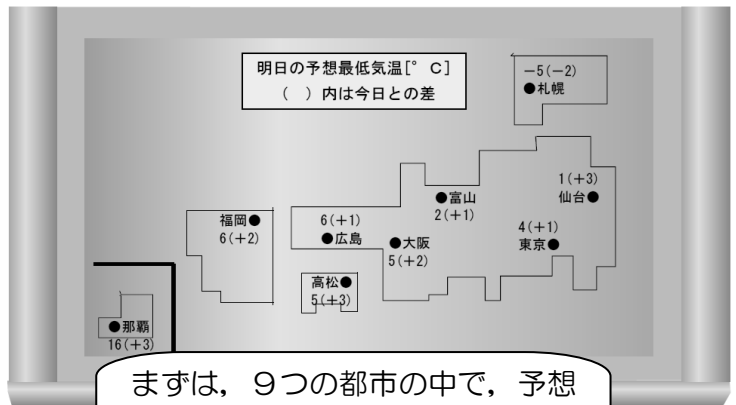 明日の予想最低気温[°C]
( )内は今日との差
−5(−2)
●札幌
1(+3)
仙台●
●富山
2(+1)
4(+1)
東京●
福岡●
6(+2)
6(+1)
●広島
●大阪
5(+2)
高松●
5(+3)
●那覇
16(+3)
まずは,9つの都市の中で,予想